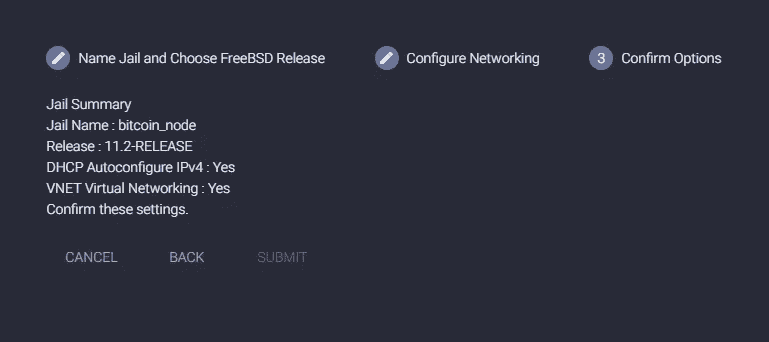 Name Jail and Choose FreeBSD Release Configure Networking 3 Confirm Options
Jail Summary
Jail Name : bitcoin_node
Release : 11.2-RELEASE
DHCP Autoconfigure IPv4 : Yes
VNET Virtual Networking : Yes
Confirm these settings.
CANCEL BACK SUBMIT